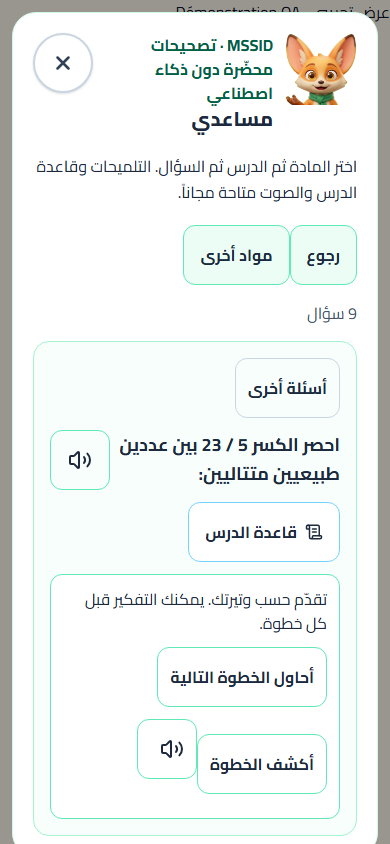 عرض تجريبي Démonstration QA
MSSID · تصحيحات
محضّرة دون ذكاء
اصطناعي
مساعدي
اختر المادة ثم الدرس ثم السؤال. التلميحات وقاعدة
الدرس والصوت متاحة مجاناً.
رجوع
مواد أخرى
9 سؤال
أسئلة أخرى
احصر الكسر 5 / 23 بين عددين
طبيعيين متتاليين:
قاعدة الدرس
تقدّم حسب وتيرتك. يمكنك التفكير قبل
كل خطوة.
أحاول الخطوة التالية
أكشف الخطوة